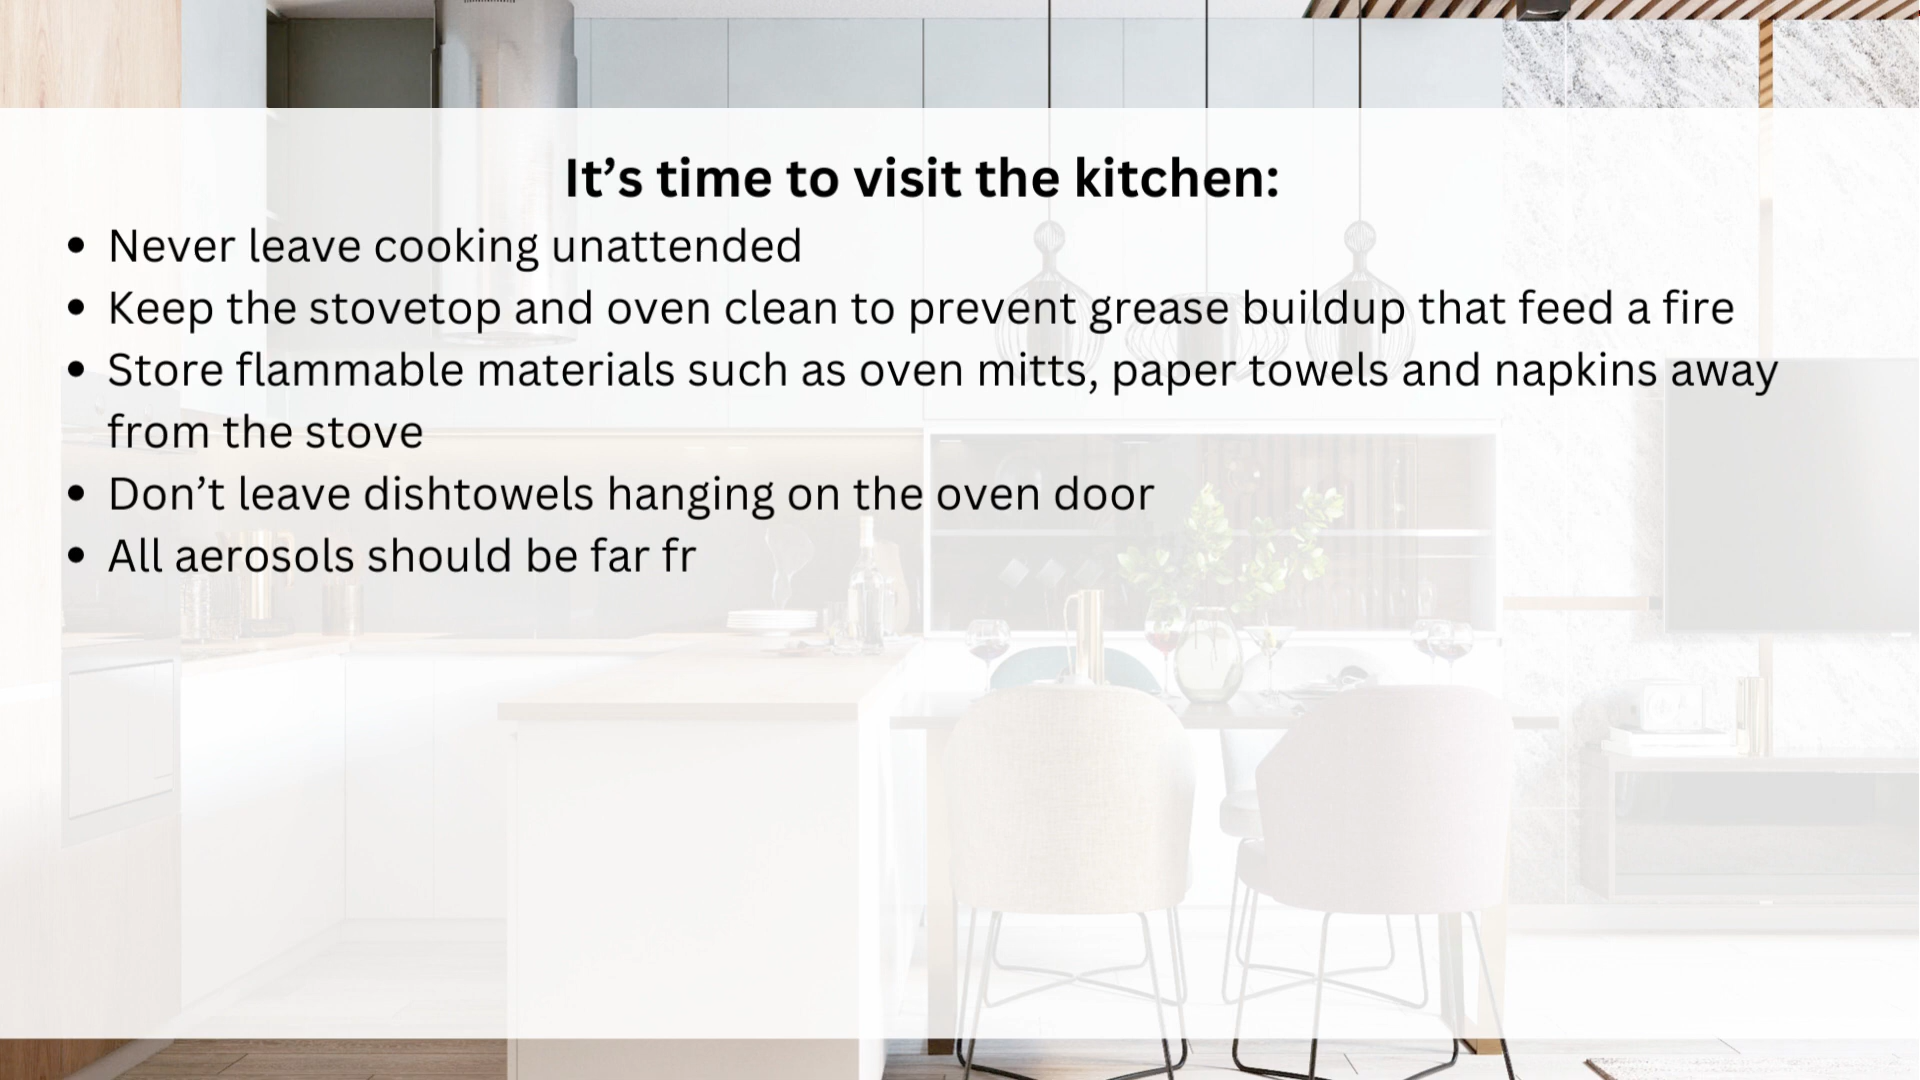 It’s time to visit the kitchen:
• Never leave cooking unattended
• Keep the stovetop and oven clean to prevent grease buildup that feed a fire
• Store flammable materials such as oven mitts, paper towels and napkins away
from the stove
• Don’t leave dishtowels hanging on the oven door
• All aerosols should be far fr